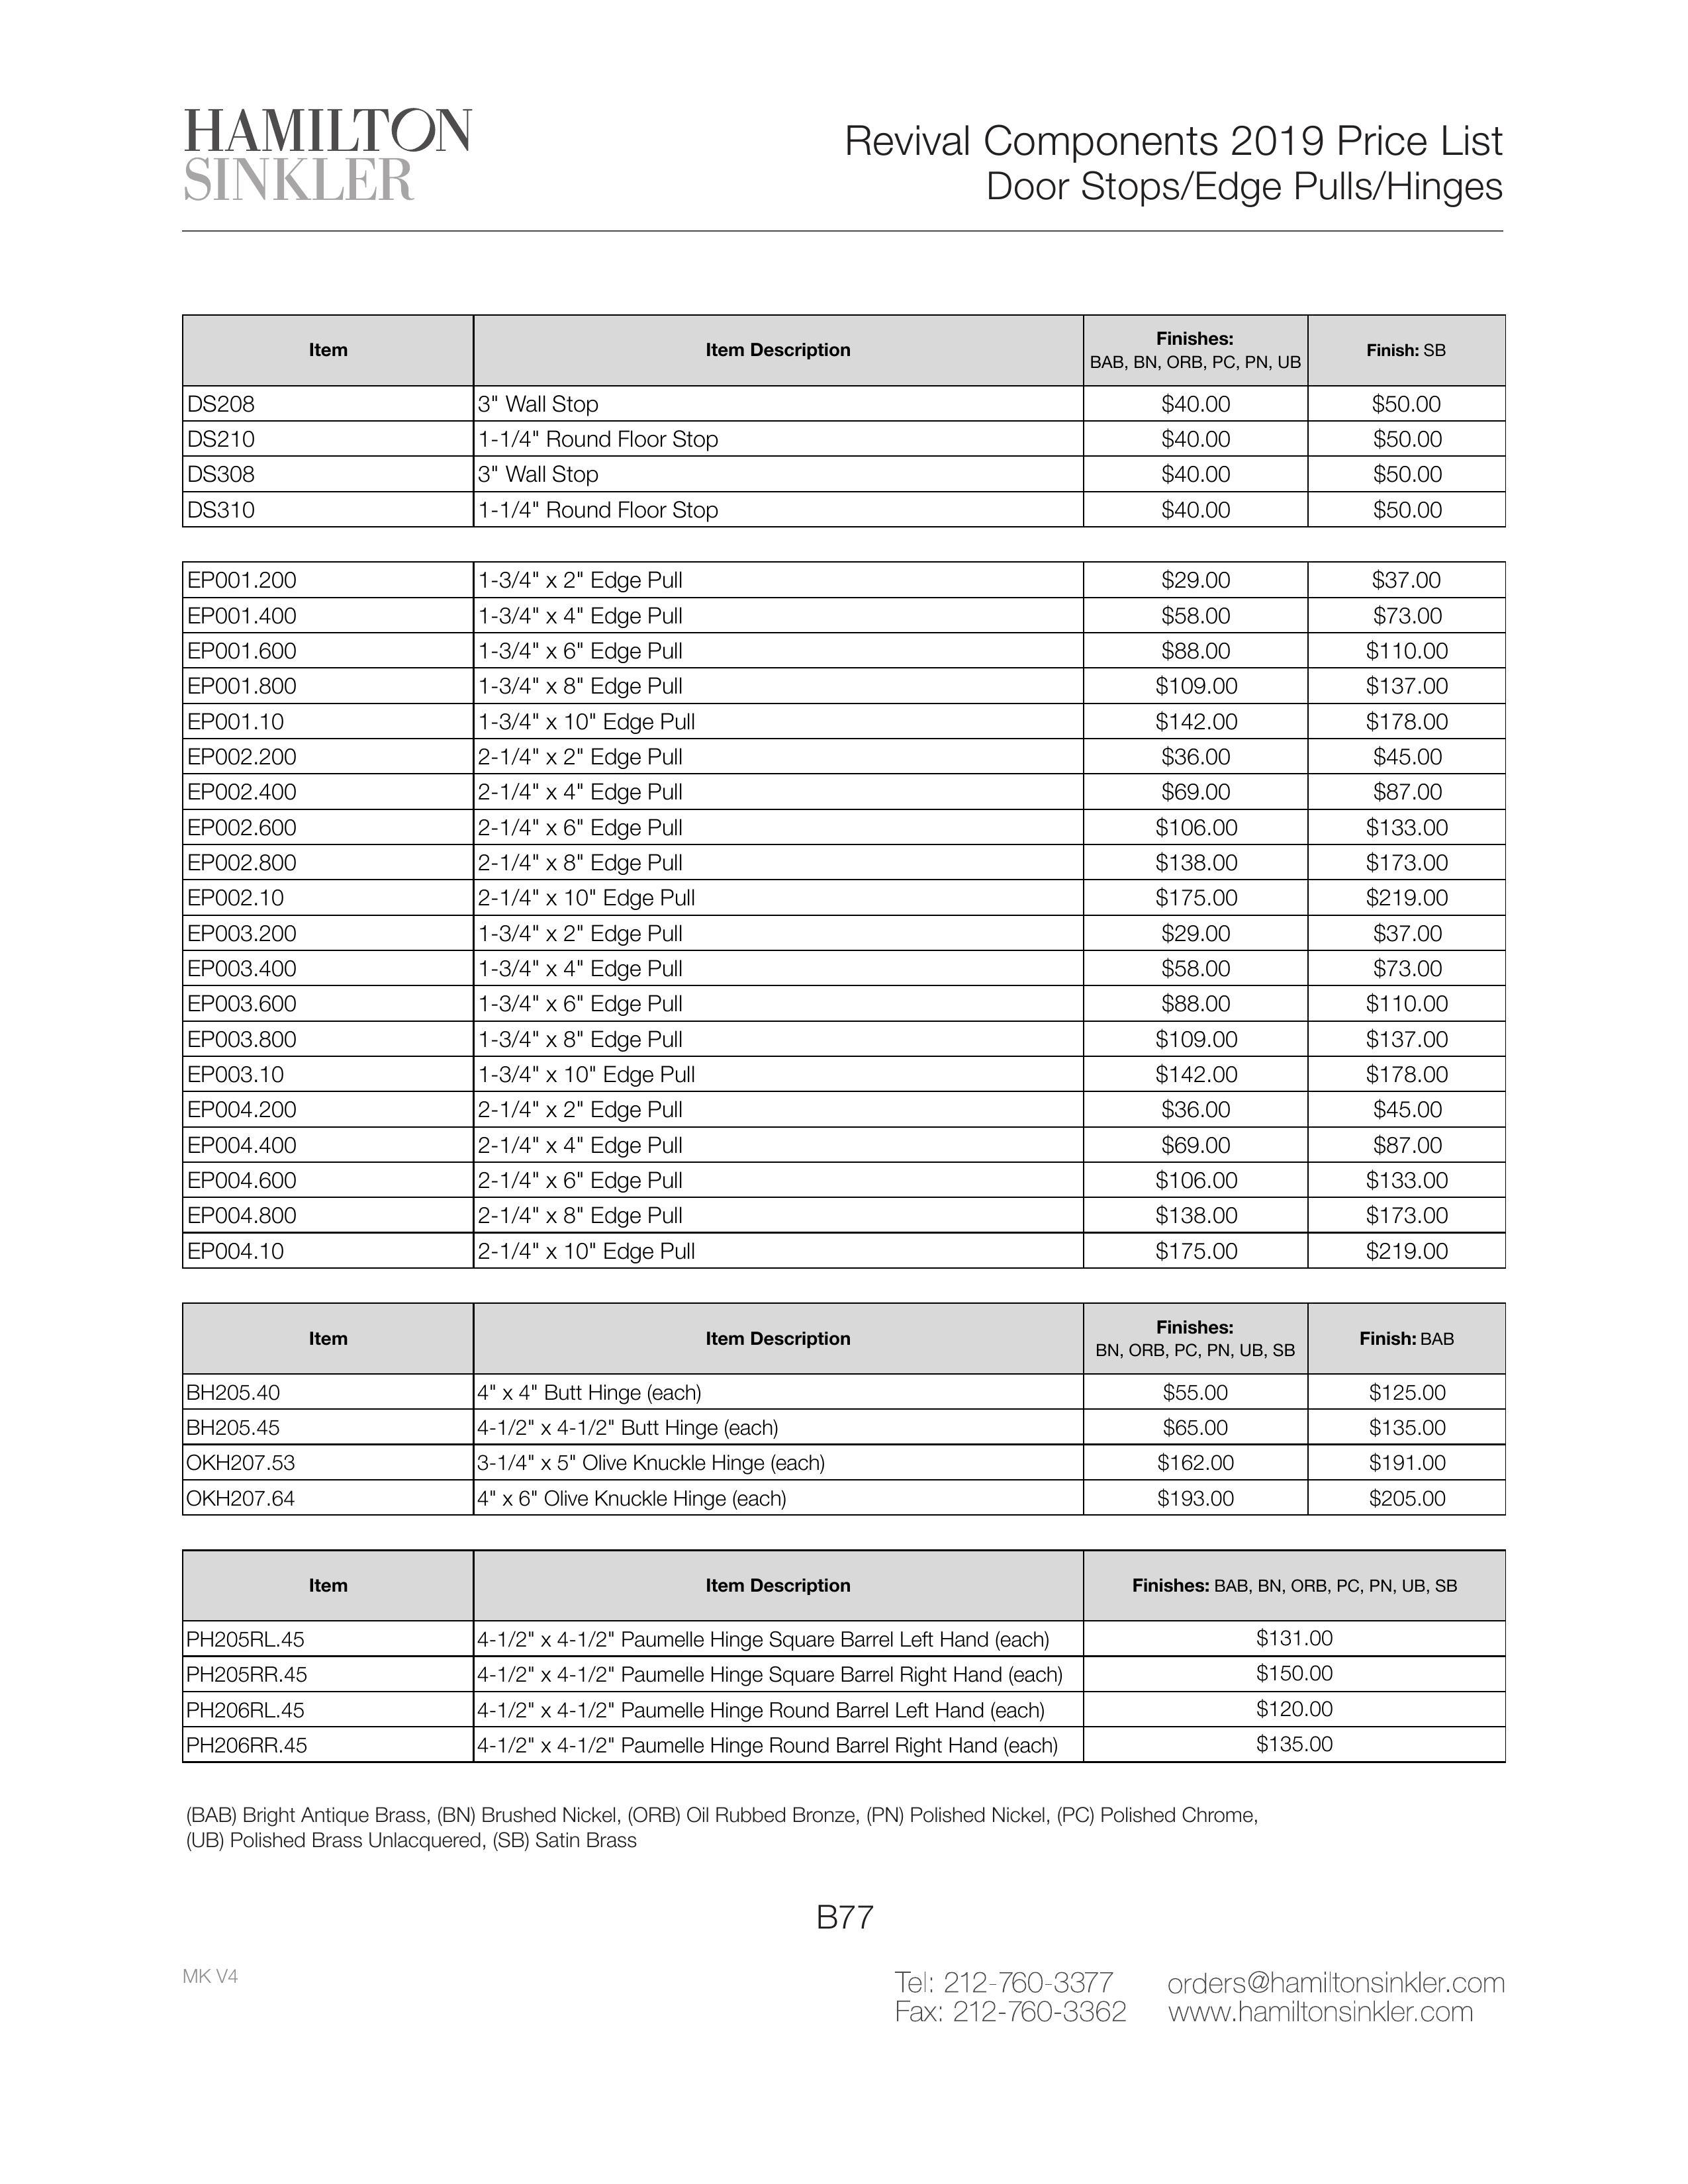 HAMILTON
SINKLER
Revival Components 2019 Price List
Door Stops/Edge Pulls/Hinges
Item Item Description Finishes: BAB, BN, ORB, PC, PN, UB Finish: SB
DS208 3" Wall Stop $40.00 $50.00
DS210 1-1/4" Round Floor Stop $40.00 $50.00
DS308 3" Wall Stop $40.00 $50.00
DS310 1-1/4" Round Floor Stop $40.00 $50.00
EP001.200 1-3/4" x 2" Edge Pull $29.00 $37.00
EP001.400 1-3/4" x 4" Edge Pull $58.00 $73.00
EP001.600 1-3/4" x 6" Edge Pull $88.00 $110.00
EP001.800 1-3/4" x 8" Edge Pull $109.00 $137.00
EP001.10 1-3/4" x 10" Edge Pull $142.00 $178.00
EP002.200 2-1/4" x 2" Edge Pull $36.00 $45.00
EP002.400 2-1/4" x 4" Edge Pull $69.00 $87.00
EP002.600 2-1/4" x 6" Edge Pull $106.00 $133.00
EP002.800 2-1/4" x 8" Edge Pull $138.00 $173.00
EP002.10 2-1/4" x 10" Edge Pull $175.00 $219.00
EP003.200 1-3/4" x 2" Edge Pull $29.00 $37.00
EP003.400 1-3/4" x 4" Edge Pull $58.00 $73.00
EP003.600 1-3/4" x 6" Edge Pull $88.00 $110.00
EP003.800 1-3/4" x 8" Edge Pull $109.00 $137.00
EP003.10 1-3/4" x 10" Edge Pull $142.00 $178.00
EP004.200 2-1/4" x 2" Edge Pull $36.00 $45.00
EP004.400 2-1/4" x 4" Edge Pull $69.00 $87.00
EP004.600 2-1/4" x 6" Edge Pull $106.00 $133.00
EP004.800 2-1/4" x 8" Edge Pull $138.00 $173.00
EP004.10 2-1/4" x 10" Edge Pull $175.00 $219.00
Item Item Description Finishes: BN, ORB, PC, PN, UB, SB Finish: BAB
BH205.40 4" x 4" Butt Hinge (each) $55.00 $125.00
BH205.45 4-1/2" x 4-1/2" Butt Hinge (each) $65.00 $135.00
OKH207.53 3-1/4" x 5" Olive Knuckle Hinge (each) $162.00 $191.00
OKH207.64 4" x 6" Olive Knuckle Hinge (each) $193.00 $205.00
Item Item Description Finishes: BAB, BN, ORB, PC, PN, UB, SB
PH205RL.45 4-1/2" x 4-1/2" Paumelle Hinge Square Barrel Left Hand (each) $131.00
PH205RR.45 4-1/2" x 4-1/2" Paumelle Hinge Square Barrel Right Hand (each) $150.00
PH206RL.45 4-1/2" x 4-1/2" Paumelle Hinge Round Barrel Left Hand (each) $120.00
PH206RR.45 4-1/2" x 4-1/2" Paumelle Hinge Round Barrel Right Hand (each) $135.00
(BAB) Bright Antique Brass, (BN) Brushed Nickel, (ORB) Oil Rubbed Bronze, (PN) Polished Nickel, (PC) Polished Chrome,
(UB) Polished Brass Unlacquered, (SB) Satin Brass
B77
MK V4
Tel: 212-760-3377 orders@hamiltonsinkler.com
Fax: 212-760-3362 www.hamiltonsinkler.com